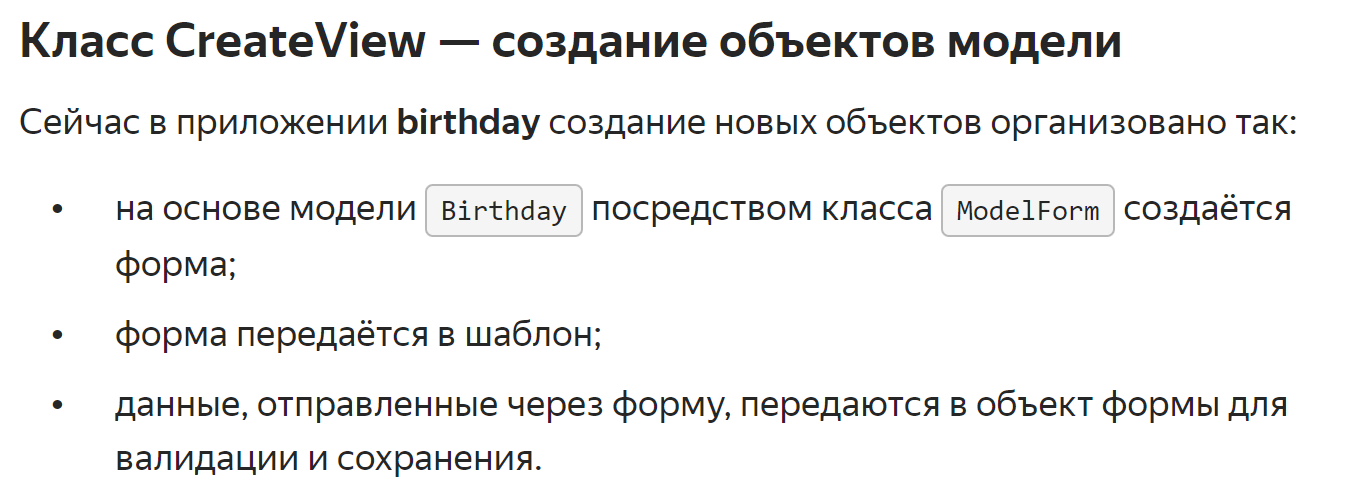 Класс CreateView — создание объектов модели
Сейчас в приложении birthday создание новых объектов организовано так:
• на основе модели Birthday посредством класса ModelForm создаётся
форма;
• форма передаётся в шаблон;
• данные, отправленные через форму, передаются в объект формы для
валидации и сохранения.